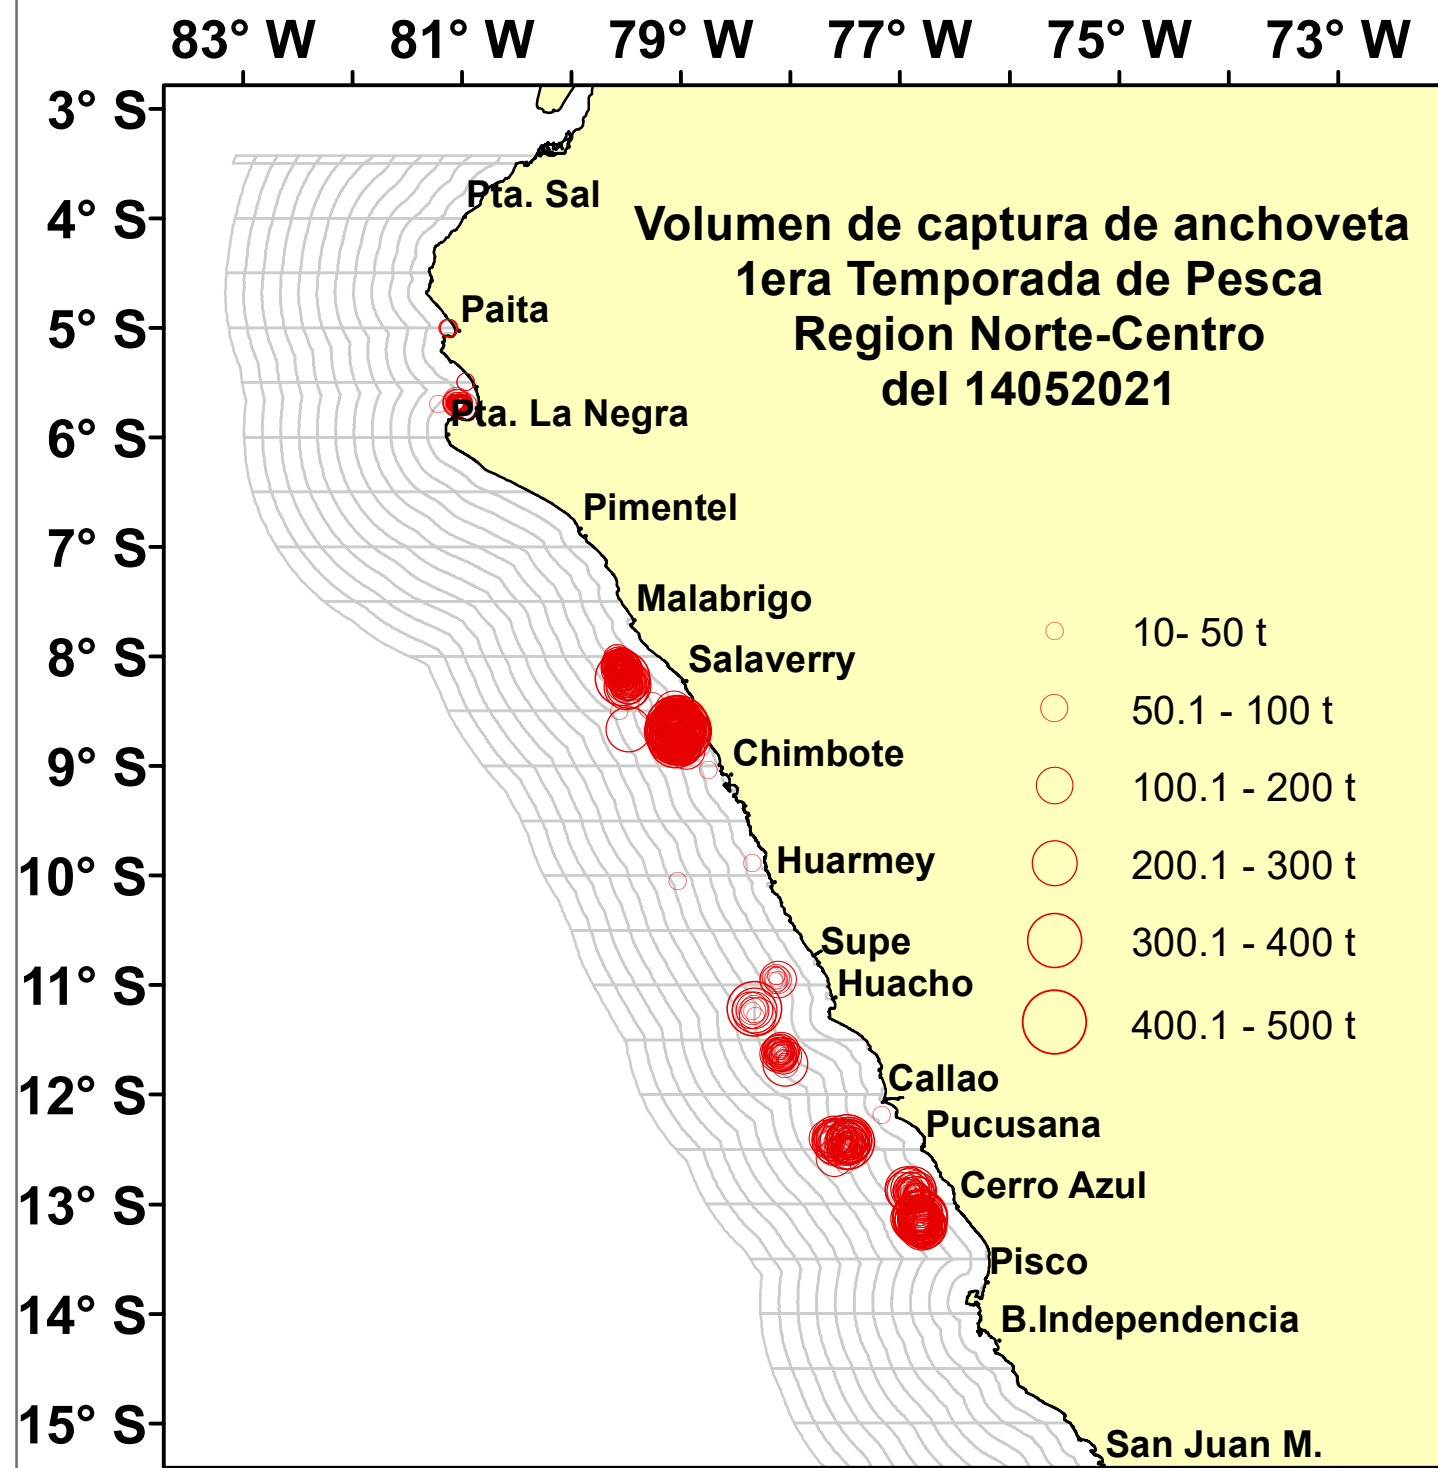 83° W 81° W 79° W 77° W 75° W 73° W
3° S
4° S
5° S
6° S
7° S
8° S
9° S
10° S
11° S
12° S
13° S
14° S
15° S
Volumen de captura de anchoveta
1era Temporada de Pesca
Region Norte-Centro
del 14052021
Pta. Sal
Paita
Pta. La Negra
Pimentel
Malabrigo
Salaverry
Chimbote
Huarmey
Supe
Huacho
Callao
Pucusana
Cerro Azul
Pisco
B.Independencia
San Juan M.
10- 50 t
50.1 - 100 t
100.1 - 200 t
200.1 - 300 t
300.1 - 400 t
400.1 - 500 t